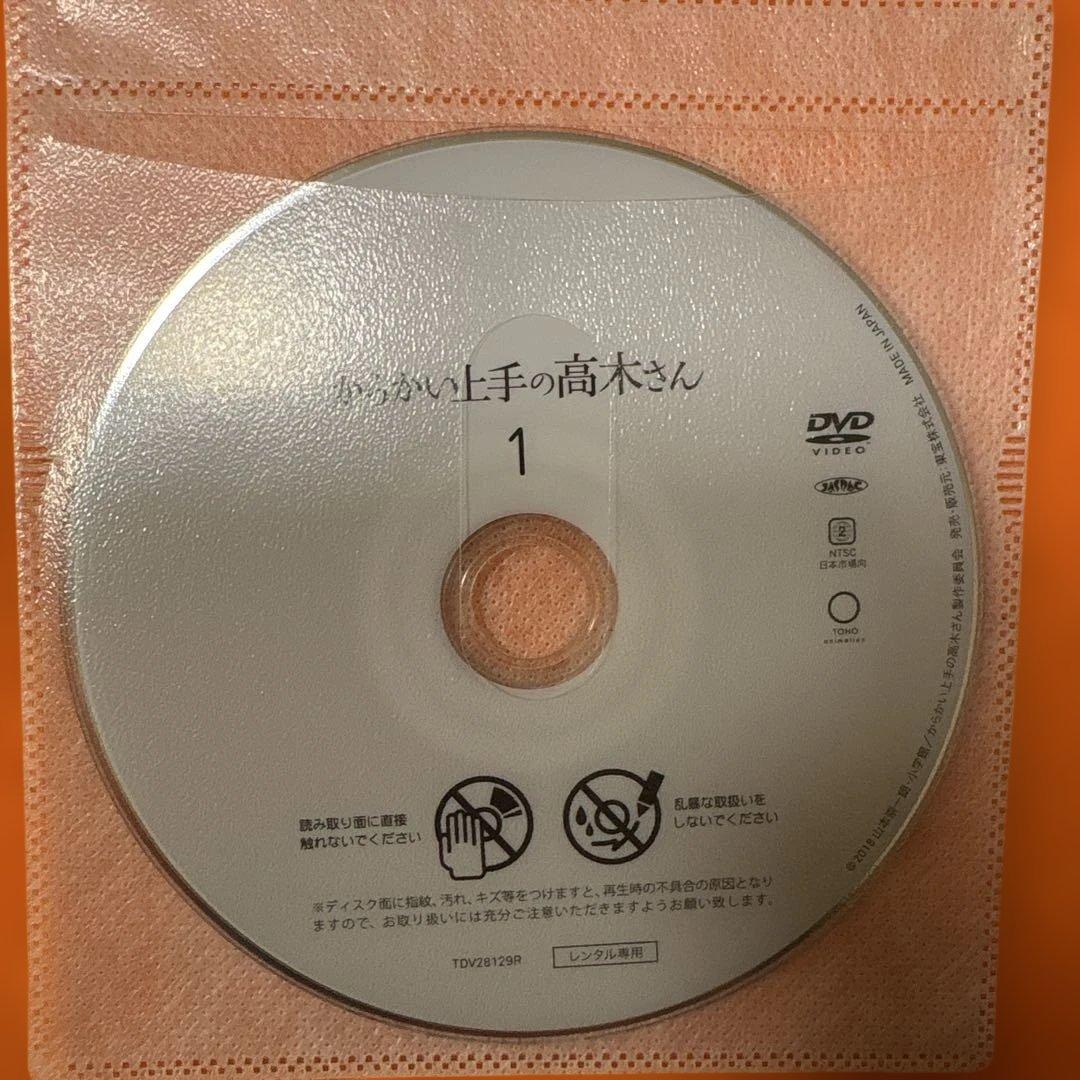 からかい上手の高木さん
1
DVD
VIDEO
JASRAC
2
NTSC
日本市場向
TOHO
animation
読み取り面に直接
触れないでください
乱暴な取扱いを
しないでください
※ディスク面に指紋、汚れ、キズ等をつけますと、再生時の不具合の原因となり
ますので、お取り扱いには充分ご注意いただきますようお願い致します。
TDV28129R
レンタル専用
©2018 山本崇一朗・小学館／からかい上手の高木さん製作委員会 発売・販売元：東宝株式会社 MADE IN JAPAN